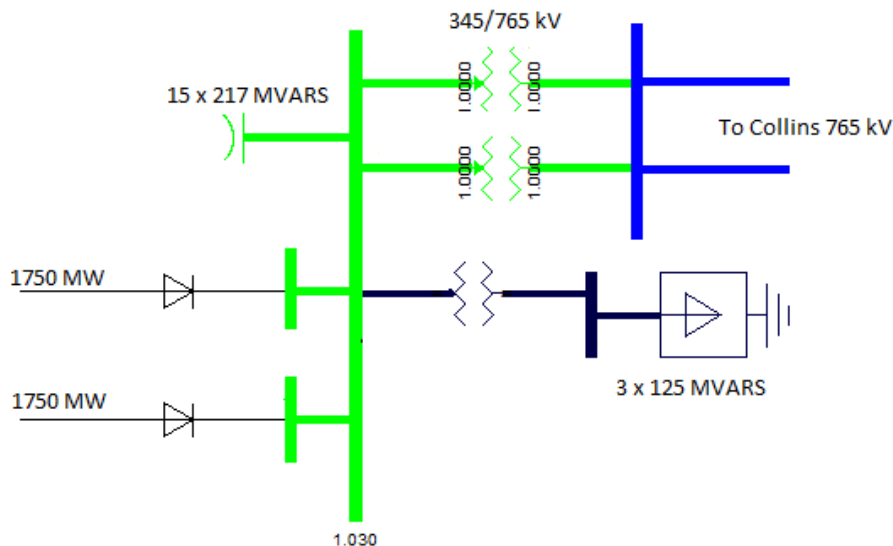 345/765 kV
1.0000
1.0000
15 x 217 MVARS
To Collins 765 kV
1.0000
1.0000
1750 MW
3 x 125 MVARS
1750 MW
1.030